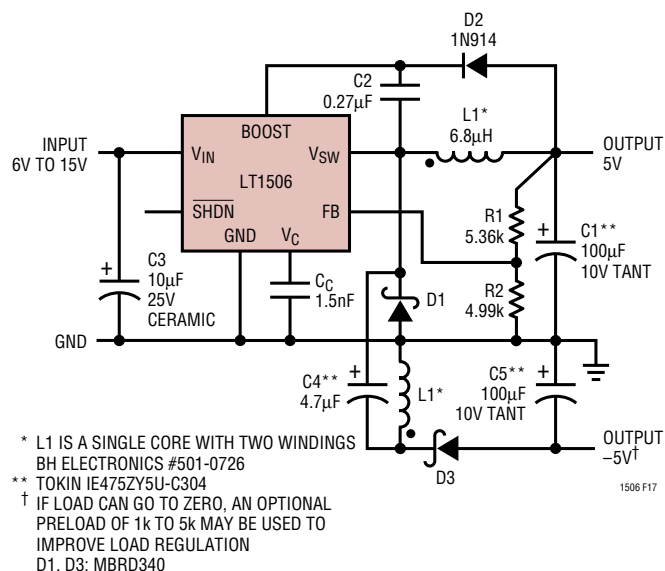 D2
1N914
C2
0.27μF
L1*
6.8μH
INPUT
6V TO 15V
BOOST
VIN
VSW
OUTPUT
5V
LT1506
SHDN
FB
GND
VC
R1
5.36k
C1**
100μF
10V TANT
C3
10μF
25V
CERAMIC
CC
1.5nF
D1
R2
4.99k
GND
C4**
4.7μF
L1*
C5**
100μF
10V TANT
D3
OUTPUT
–5V†
* L1 IS A SINGLE CORE WITH TWO WINDINGS
BH ELECTRONICS #501-0726
** TOKIN IE475ZY5U-C304
† IF LOAD CAN GO TO ZERO, AN OPTIONAL
PRELOAD OF 1k TO 5k MAY BE USED TO
IMPROVE LOAD REGULATION
D1, D3: MBRD340
1506 F17
+
+
+
+